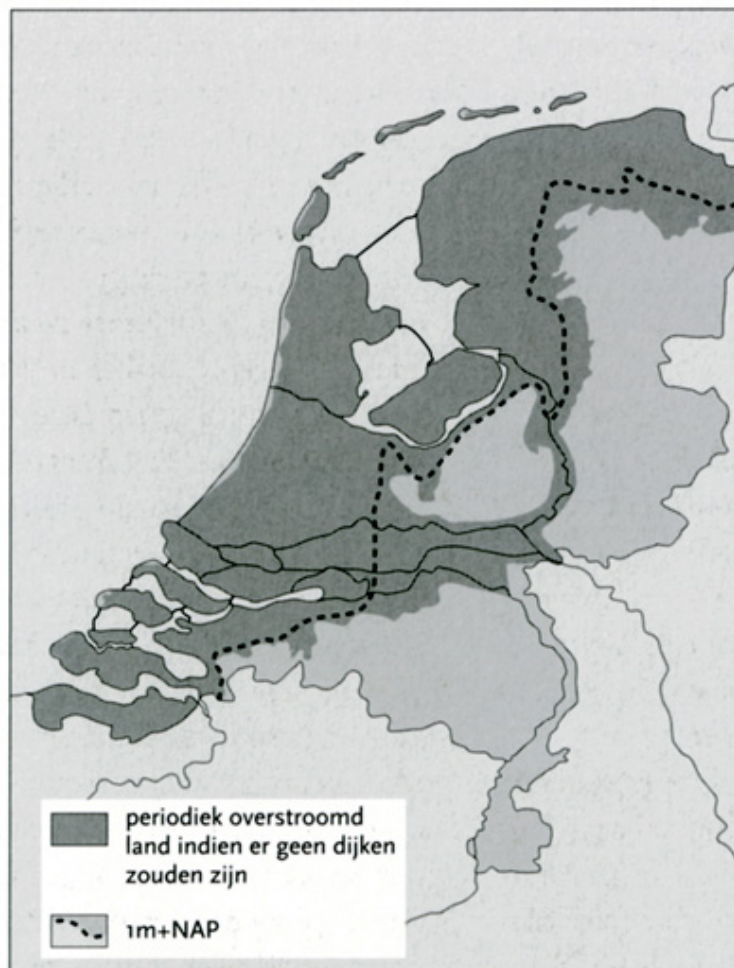 periodiek overstroomd
land indien er geen dijken
zouden zijn
1m+NAP